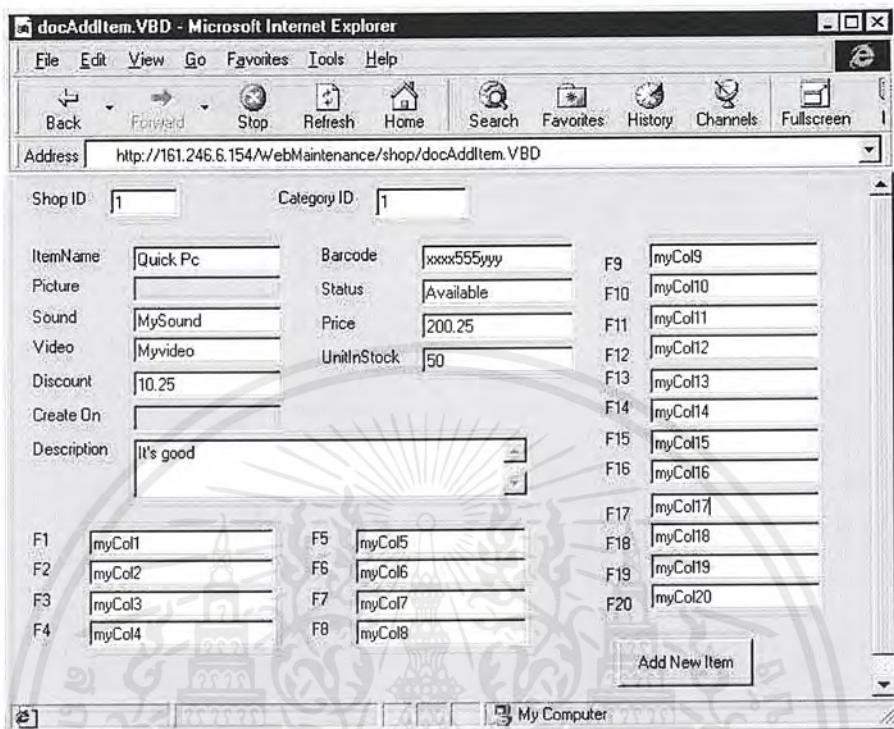 docAddItem.VBD - Microsoft Internet Explorer
File Edit View Go Favorites Tools Help
Back Forward Stop Refresh Home Search Favorites History Channels Fullscreen
Address http://161.246.6.154/WebMaintenance/shop/docAddItem.VBD
Shop ID 1 Category ID 1
ItemName Quick Pc
Picture
Sound MySound
Video Myvideo
Discount 10.25
Create On
Description It's good
Barcode xxxx555yyy
Status Available
Price 200.25
UnitInStock 50
F1 myCol1
F2 myCol2
F3 myCol3
F4 myCol4
F5 myCol5
F6 myCol6
F7 myCol7
F8 myCol8
F9 myCol9
F10 myCol10
F11 myCol11
F12 myCol12
F13 myCol13
F14 myCol14
F15 myCol15
F16 myCol16
F17 myCol17
F18 myCol18
F19 myCol19
F20 myCol20
Add New Item
My Computer